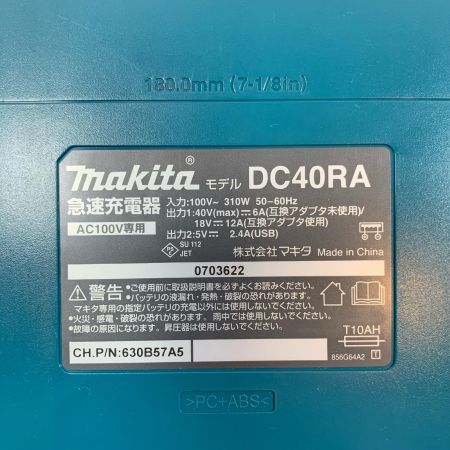 180.0mm (7-1/8in)
makita® モデル DC40RA
急速充電器
AC100V専用
入力:100V~ 310W 50-60Hz
出力1:40V(max)⎓6A(互換アダプタ未使用)/
18V⎓12A(互換アダプタ使用)
出力2:5V⎓2.4A(USB)
PS E
SU 112
JET
株式会社マキタ Made in China
0703622
⚠警告
•ご使用前に取扱説明書を必ずお読みください。
•バッテリの液漏れ・発熱・破裂の恐れがあります。
マキタ専用の指定バッテリの充電以外に使用しないでください。
•火災・感電・破裂の恐れあり。雨中では使用しないでください。
•故障の原因になります。昇圧器は使用しないでください。
T10AH
CH.P/N:630B57A5
856G64A2
>PC+ABS<